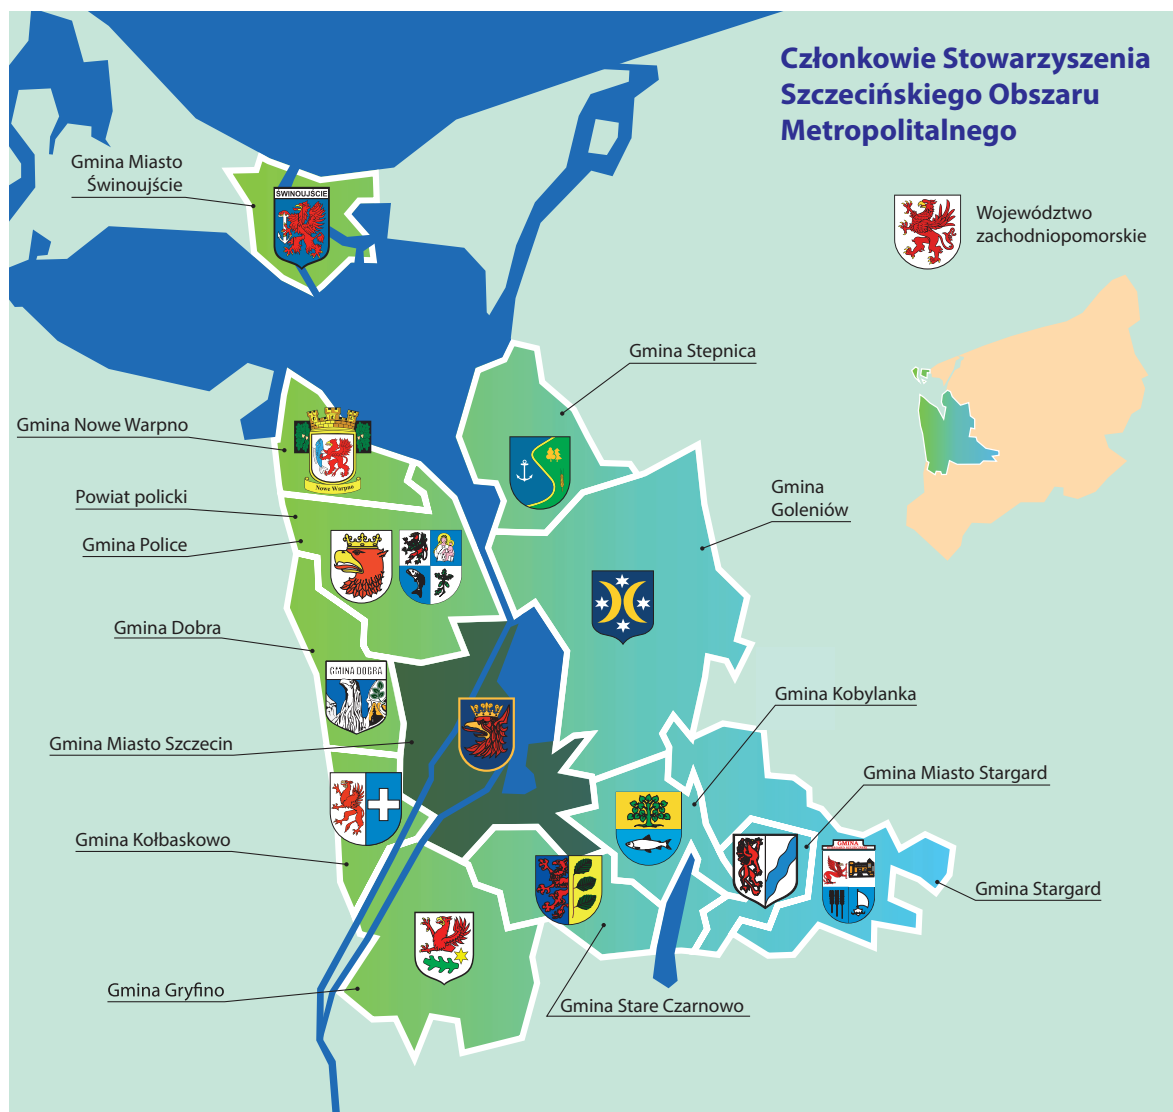 Członkowie Stowarzyszenia
Szczecińskiego Obszaru
Metropolitalnego
Województwo
zachodniopomorskie
Gmina Miasto
Świnoujście
ŚWINOUJŚCIE
Gmina Stepnica
Gmina Nowe Warpno
Nowe Warpno
Powiat policki
Gmina
Goleniów
Gmina Police
Gmina Dobra
GMINA DOBRA
Gmina Kobylanka
Gmina Miasto Szczecin
Gmina Miasto Stargard
Gmina Kołbaskowo
GMINA
Gmina Stargard
Gmina Gryfino
Gmina Stare Czarnowo